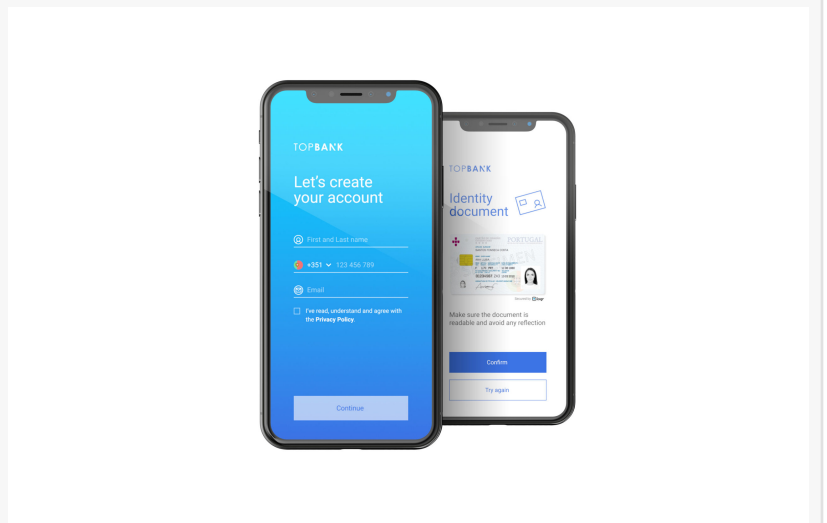 TOPBANK
Let's create
your account
First and Last name
+351 123 456 789
Email
I've read, understand and agree with
the Privacy Policy.
Continue
TOPBANK
Identity
document
PORTUGAL
Make sure the document is
readable and avoid any reflection
Confirm
Try again